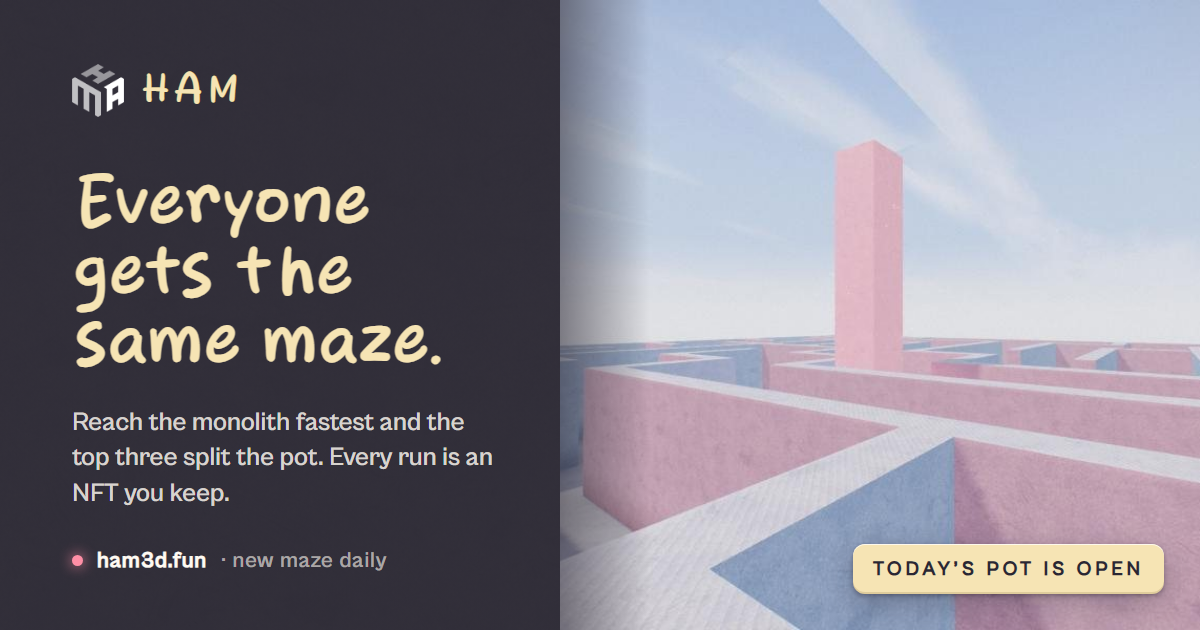 HAM
HAM
Everyone
gets the
same maze.
Reach the monolith fastest and the
top three split the pot. Every run is an
NFT you keep.
ham3d.fun · new maze daily
TODAY'S POT IS OPEN